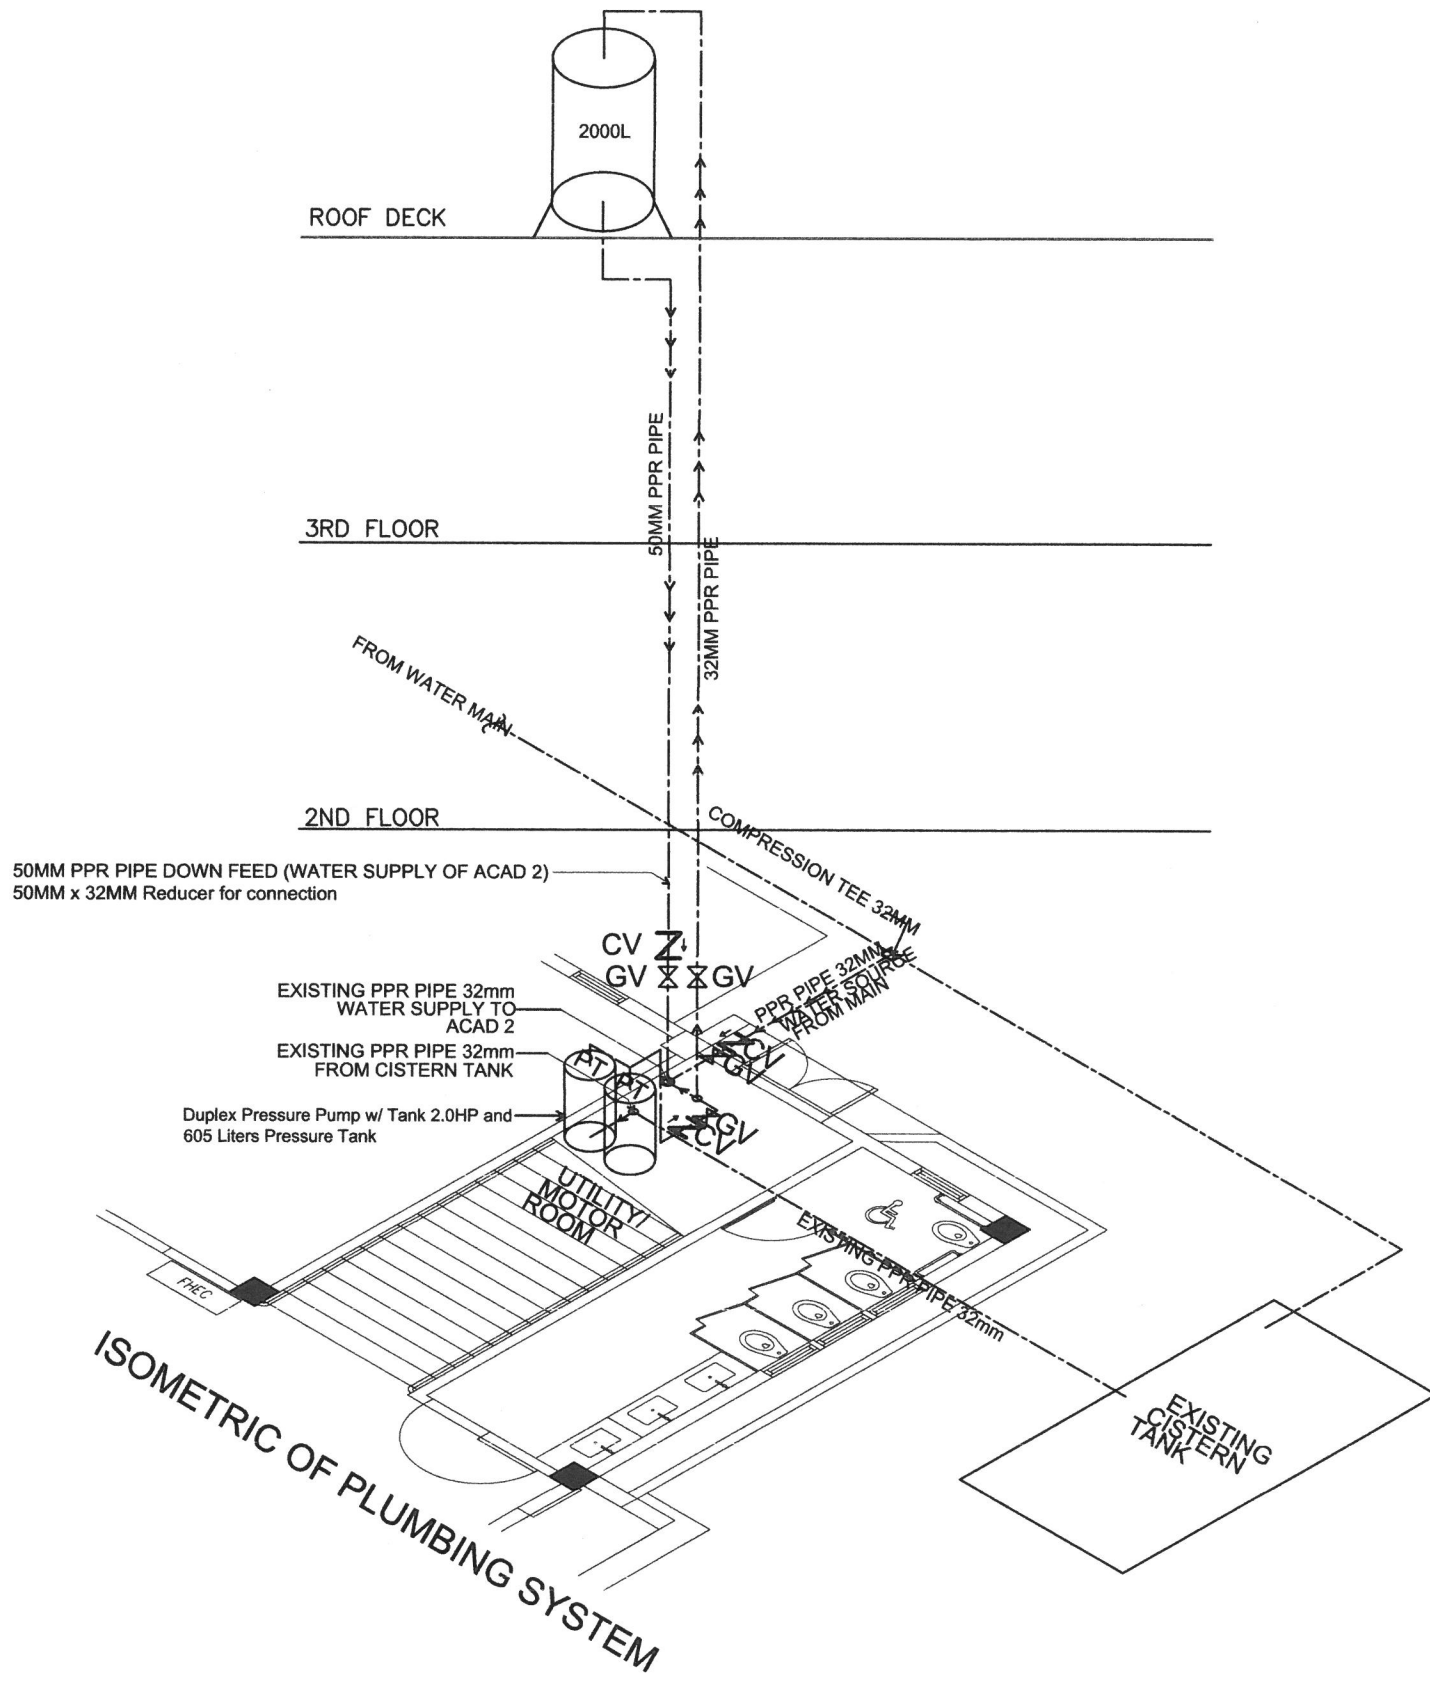 2000L
ROOF DECK
50MM PPR PIPE
3RD FLOOR
32MM PPR PIPE
FROM WATER MAIN
2ND FLOOR
COMPRESSION TEE 32MM
50MM PPR PIPE DOWN FEED (WATER SUPPLY OF ACAD 2)
50MM x 32MM Reducer for connection
CV
GV
GV
PPR PIPE 32MM
WATER SOURCE
FROM MAIN
EXISTING PPR PIPE 32mm
WATER SUPPLY TO
ACAD 2
EXISTING PPR PIPE 32mm
FROM CISTERN TANK
CV
GV
PT
PT
Duplex Pressure Pump w/ Tank 2.0HP and
605 Liters Pressure Tank
GV
CV
UTILITY/
MOTOR
ROOM
EXISTING PPR PIPE 32mm
FHEC
EXISTING
CISTERN
TANK
ISOMETRIC OF PLUMBING SYSTEM